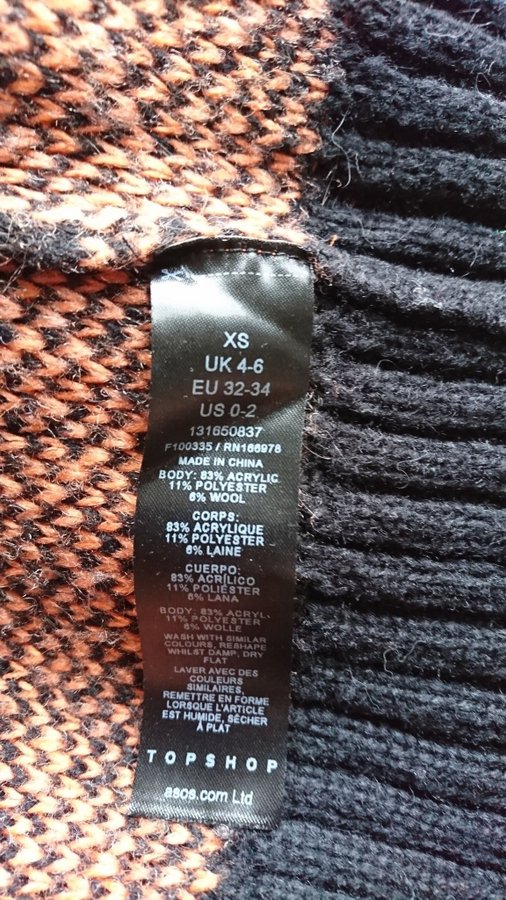 XS
UK 4-6
EU 32-34
US 0-2
131650837
F100335 / RN166978
MADE IN CHINA
BODY: 83% ACRYLIC
11% POLYESTER
6% WOOL
CORPS:
83% ACRYLIQUE
11% POLYESTER
6% LAINE
CUERPO:
83% ACRÍLICO
11% POLIÉSTER
6% LANA
BODY: 83% ACRYL,
11% POLYESTER
6% WOLLE
WASH WITH SIMILAR
COLOURS, RESHAPE
WHILST DAMP, DRY
FLAT
LAVER AVEC DES
COULEURS
SIMILAIRES,
REMETTRE EN FORME
LORSQUE L'ARTICLE
EST HUMIDE, SÉCHER
À PLAT
TOPSHOP
asos.com Ltd